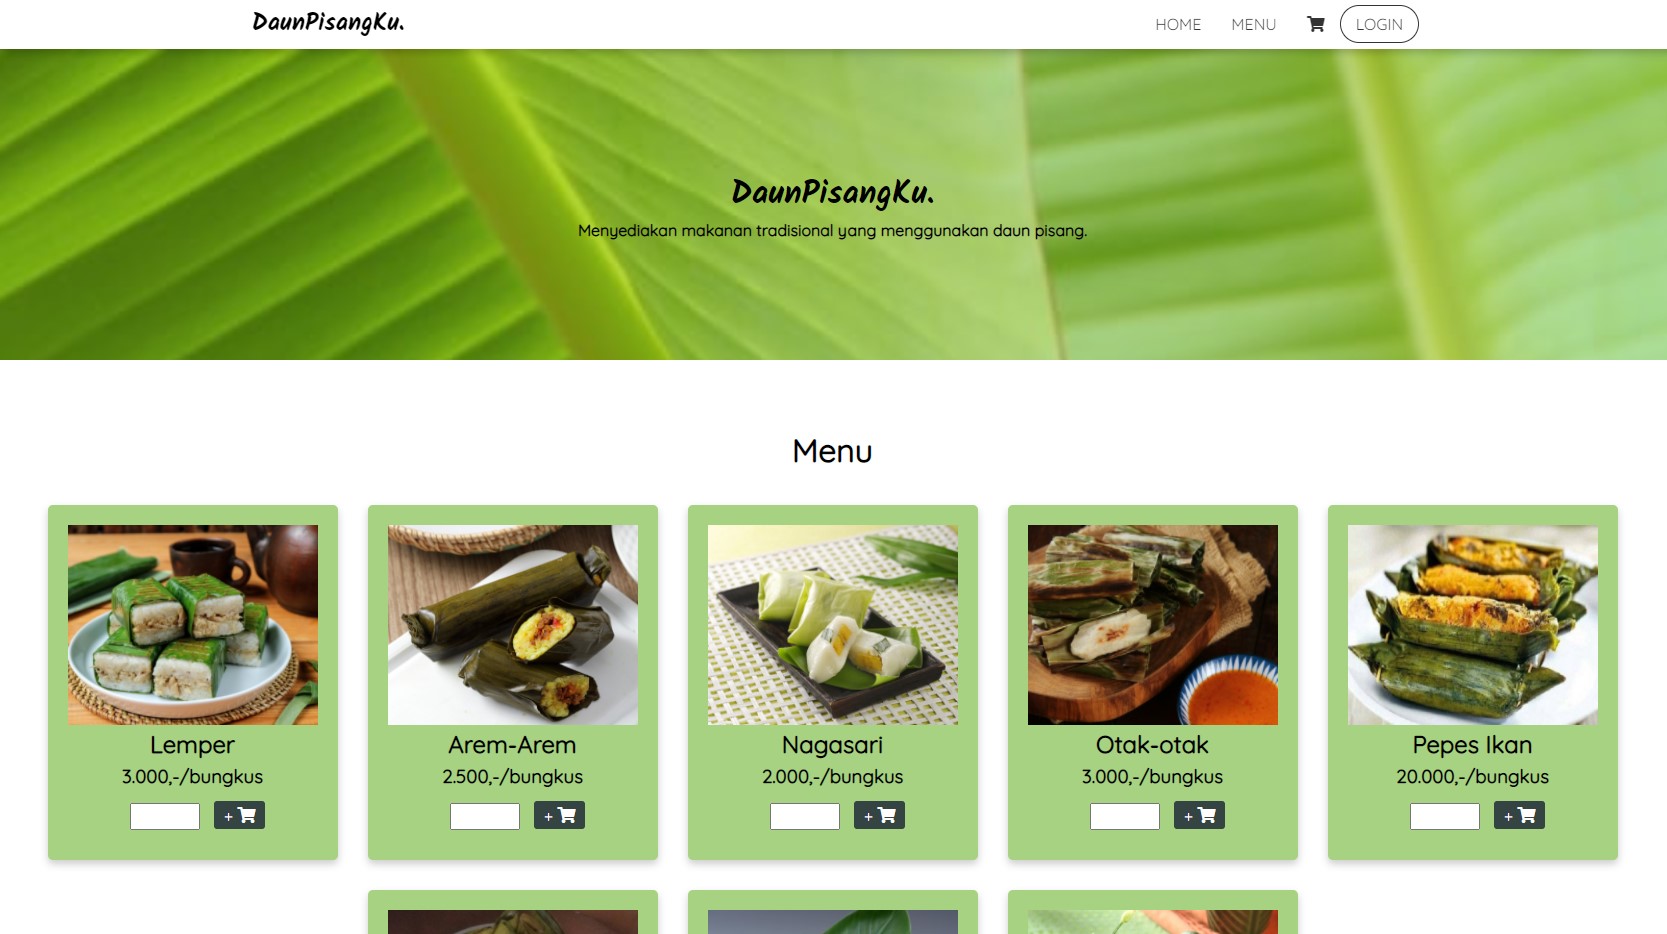 DaunPisangKu.
HOME MENU LOGIN
DaunPisangKu.
Menyediakan makanan tradisional yang menggunakan daun pisang.
Menu
Lemper
3.000,-/bungkus
+
Arem-Arem
2.500,-/bungkus
+
Nagasari
2.000,-/bungkus
+
Otak-otak
3.000,-/bungkus
+
Pepes Ikan
20.000,-/bungkus
+